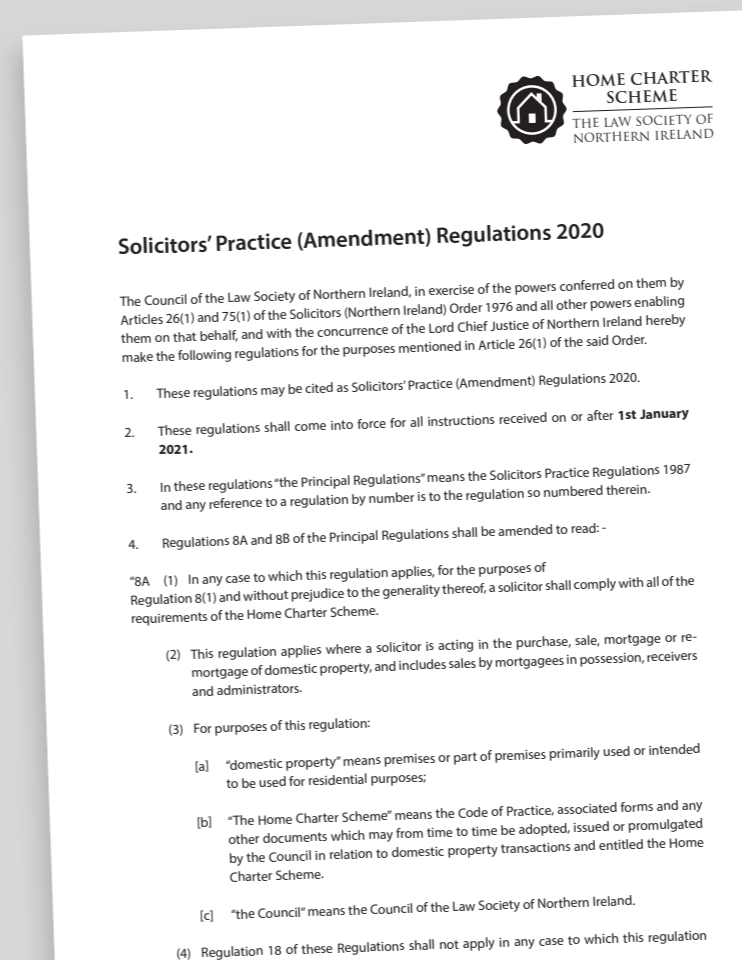 HOME CHARTER
SCHEME
THE LAW SOCIETY OF
NORTHERN IRELAND
Solicitors’ Practice (Amendment) Regulations 2020
The Council of the Law Society of Northern Ireland, in exercise of the powers conferred on them by
Articles 26(1) and 75(1) of the Solicitors (Northern Ireland) Order 1976 and all other powers enabling
them on that behalf, and with the concurrence of the Lord Chief Justice of Northern Ireland hereby
make the following regulations for the purposes mentioned in Article 26(1) of the said Order.
1. These regulations may be cited as Solicitors’ Practice (Amendment) Regulations 2020.
2. These regulations shall come into force for all instructions received on or after 1st January
2021.
3. In these regulations “the Principal Regulations” means the Solicitors Practice Regulations 1987
and any reference to a regulation by number is to the regulation so numbered therein.
4. Regulations 8A and 8B of the Principal Regulations shall be amended to read: -
“8A (1) In any case to which this regulation applies, for the purposes of
Regulation 8(1) and without prejudice to the generality thereof, a solicitor shall comply with all of the
requirements of the Home Charter Scheme.
(2) This regulation applies where a solicitor is acting in the purchase, sale, mortgage or re-
mortgage of domestic property, and includes sales by mortgagees in possession, receivers
and administrators.
(3) For purposes of this regulation:
[a] “domestic property” means premises or part of premises primarily used or intended
to be used for residential purposes;
[b] “The Home Charter Scheme” means the Code of Practice, associated forms and any
other documents which may from time to time be adopted, issued or promulgated
by the Council in relation to domestic property transactions and entitled the Home
Charter Scheme.
[c] “the Council” means the Council of the Law Society of Northern Ireland.
(4) Regulation 18 of these Regulations shall not apply in any case to which this regulation